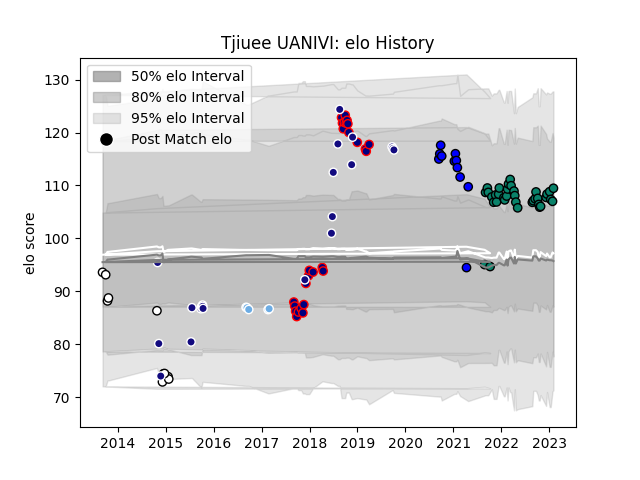 Tjiuee UANIVI: elo History
50% elo Interval
80% elo Interval
95% elo Interval
Post Match elo
elo score
130
120
110
100
90
80
70
2014 2015 2016 2017 2018 2019 2020 2021 2022 2023